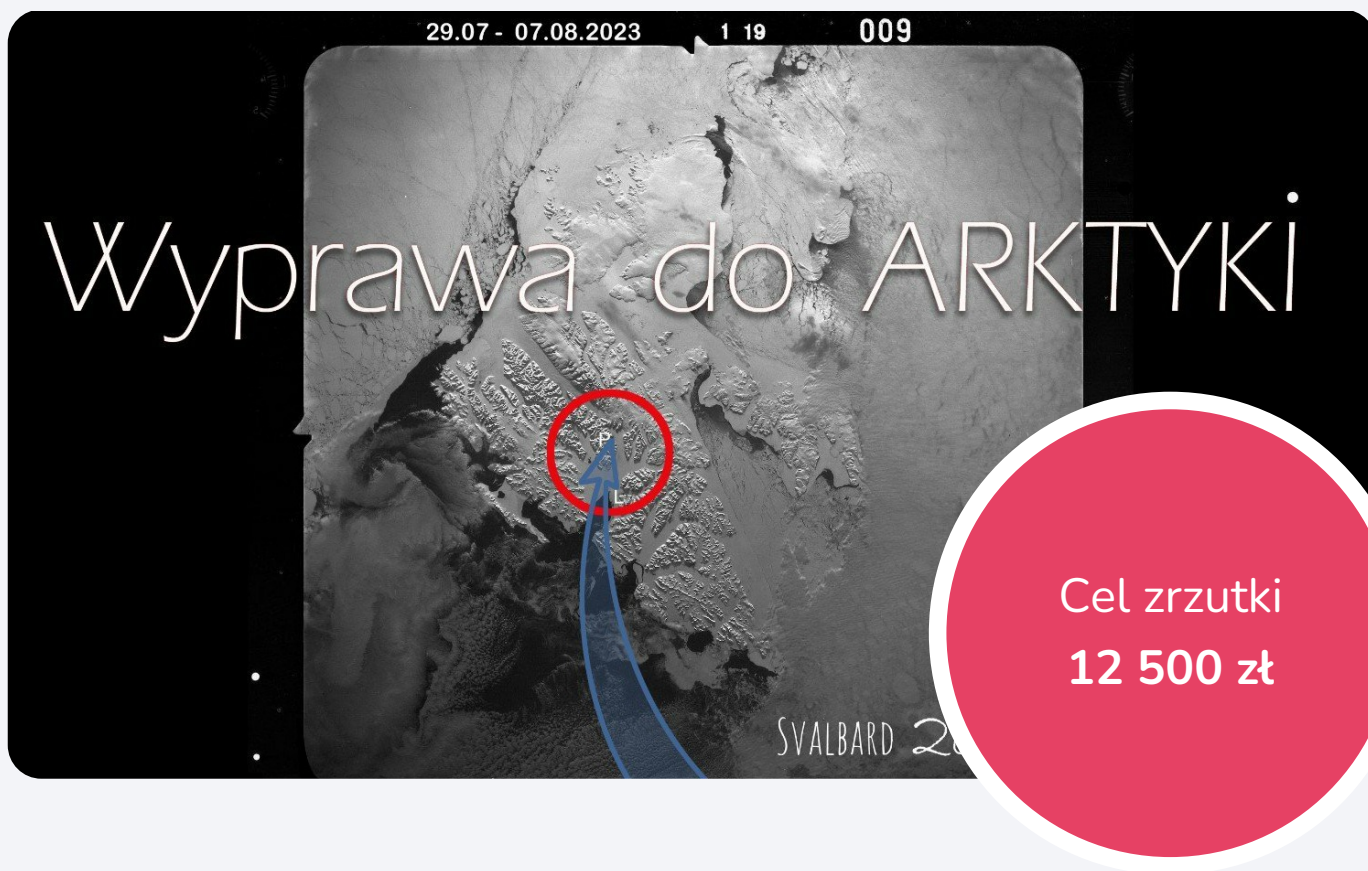 29.07 - 07.08.2023 1 19 009
Wyprawa do ARKTYKi
P
L
Cel zrzutki
12 500 zł
SVALBARD